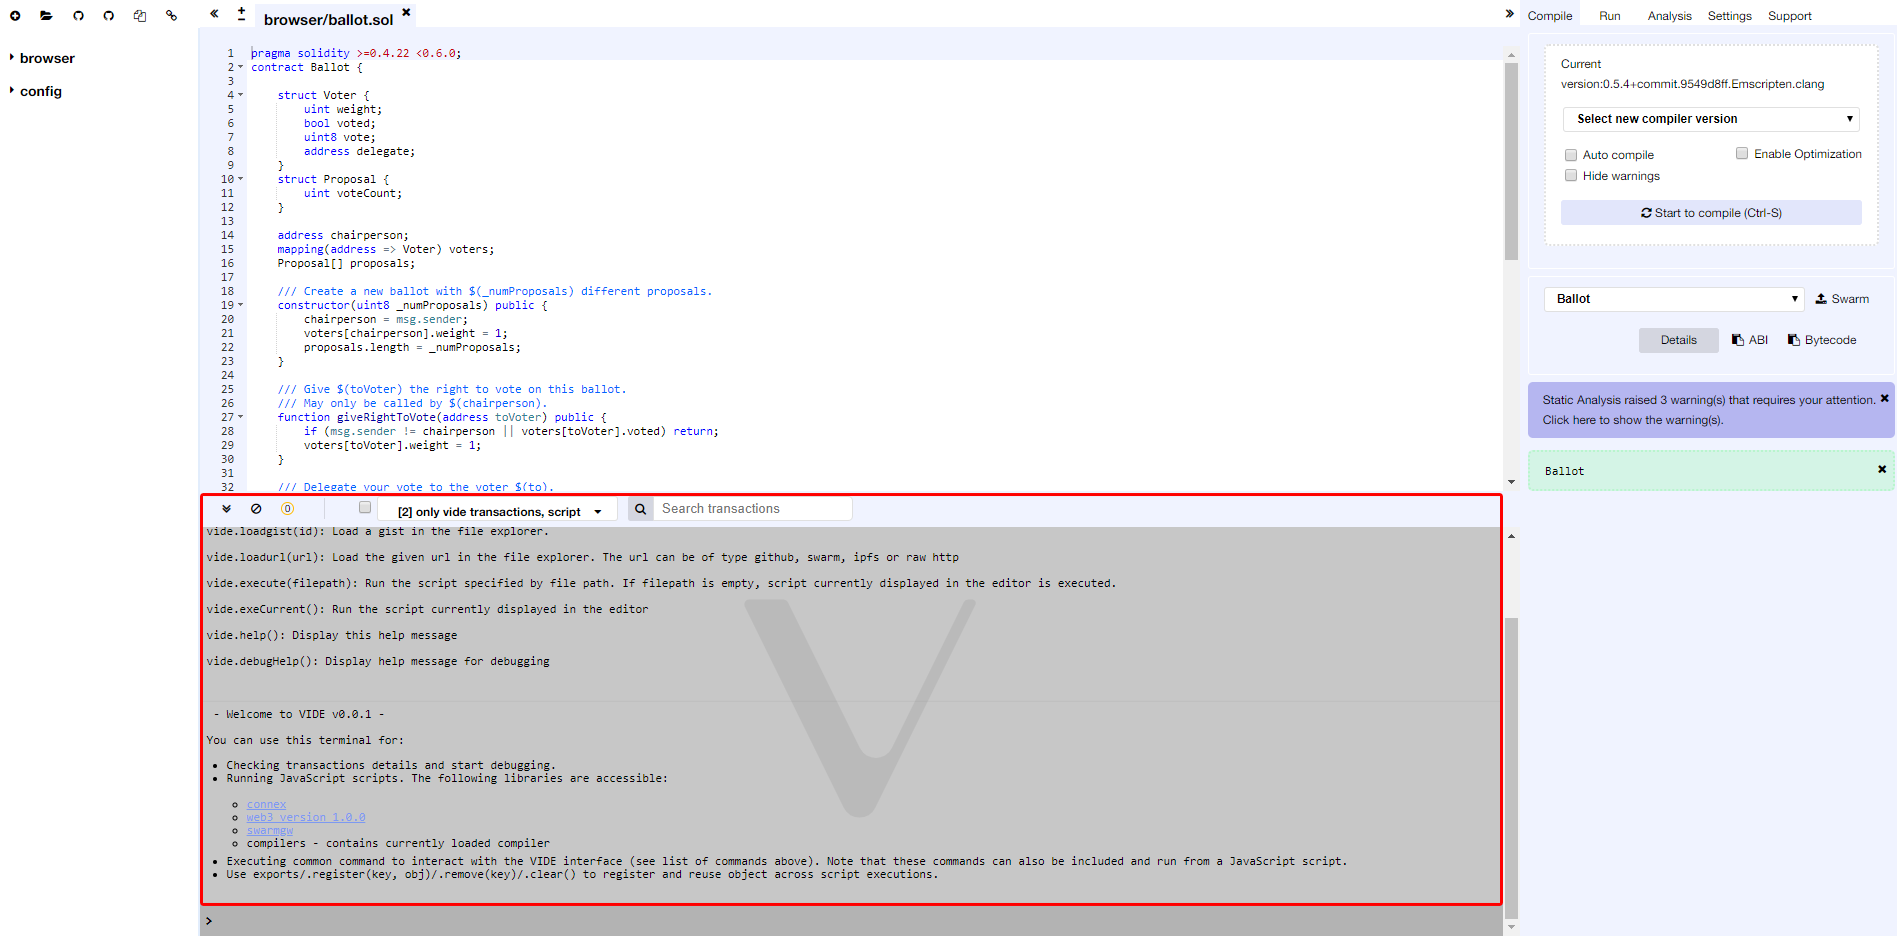 browser/ballot.sol
Compile Run Analysis Settings Support
browser
config
1 pragma solidity >=0.4.22 <0.6.0;
2 contract Ballot {
3
4 struct Voter {
5 uint weight;
6 bool voted;
7 uint8 vote;
8 address delegate;
9 }
10 struct Proposal {
11 uint voteCount;
12 }
13
14 address chairperson;
15 mapping(address => Voter) voters;
16 Proposal[] proposals;
17
18 /// Create a new ballot with $(_numProposals) different proposals.
19 constructor(uint8 _numProposals) public {
20 chairperson = msg.sender;
21 voters[chairperson].weight = 1;
22 proposals.length = _numProposals;
23 }
24
25 /// Give $(toVoter) the right to vote on this ballot.
26 /// May only be called by $(chairperson).
27 function giveRightToVote(address toVoter) public {
28 if (msg.sender != chairperson || voters[toVoter].voted) return;
29 voters[toVoter].weight = 1;
30 }
31
32 /// Delegate your vote to the voter $(to).
0 [2] only vide transactions, script Search transactions
vide.loadgist(id): Load a gist in the file explorer.
vide.loadurl(url): Load the given url in the file explorer. The url can be of type github, swarm, ipfs or raw http
vide.execute(filepath): Run the script specified by file path. If filepath is empty, script currently displayed in the editor is executed.
vide.exeCurrent(): Run the script currently displayed in the editor
vide.help(): Display this help message
vide.debugHelp(): Display help message for debugging
- Welcome to VIDE v0.0.1 -
You can use this terminal for:
• Checking transactions details and start debugging.
• Running JavaScript scripts. The following libraries are accessible:
connex
web3 version 1.0.0
swarmgw
compilers - contains currently loaded compiler
• Executing common command to interact with the VIDE interface (see list of commands above). Note that these commands can also be included and run from a JavaScript script.
• Use exports/.register(key, obj)/.remove(key)/.clear() to register and reuse object across script executions.
>
Current
version:0.5.4+commit.9549d8ff.Emscripten.clang
Select new compiler version
Auto compile Enable Optimization
Hide warnings
Start to compile (Ctrl-S)
Ballot Swarm
Details ABI Bytecode
Static Analysis raised 3 warning(s) that requires your attention.
Click here to show the warning(s).
Ballot